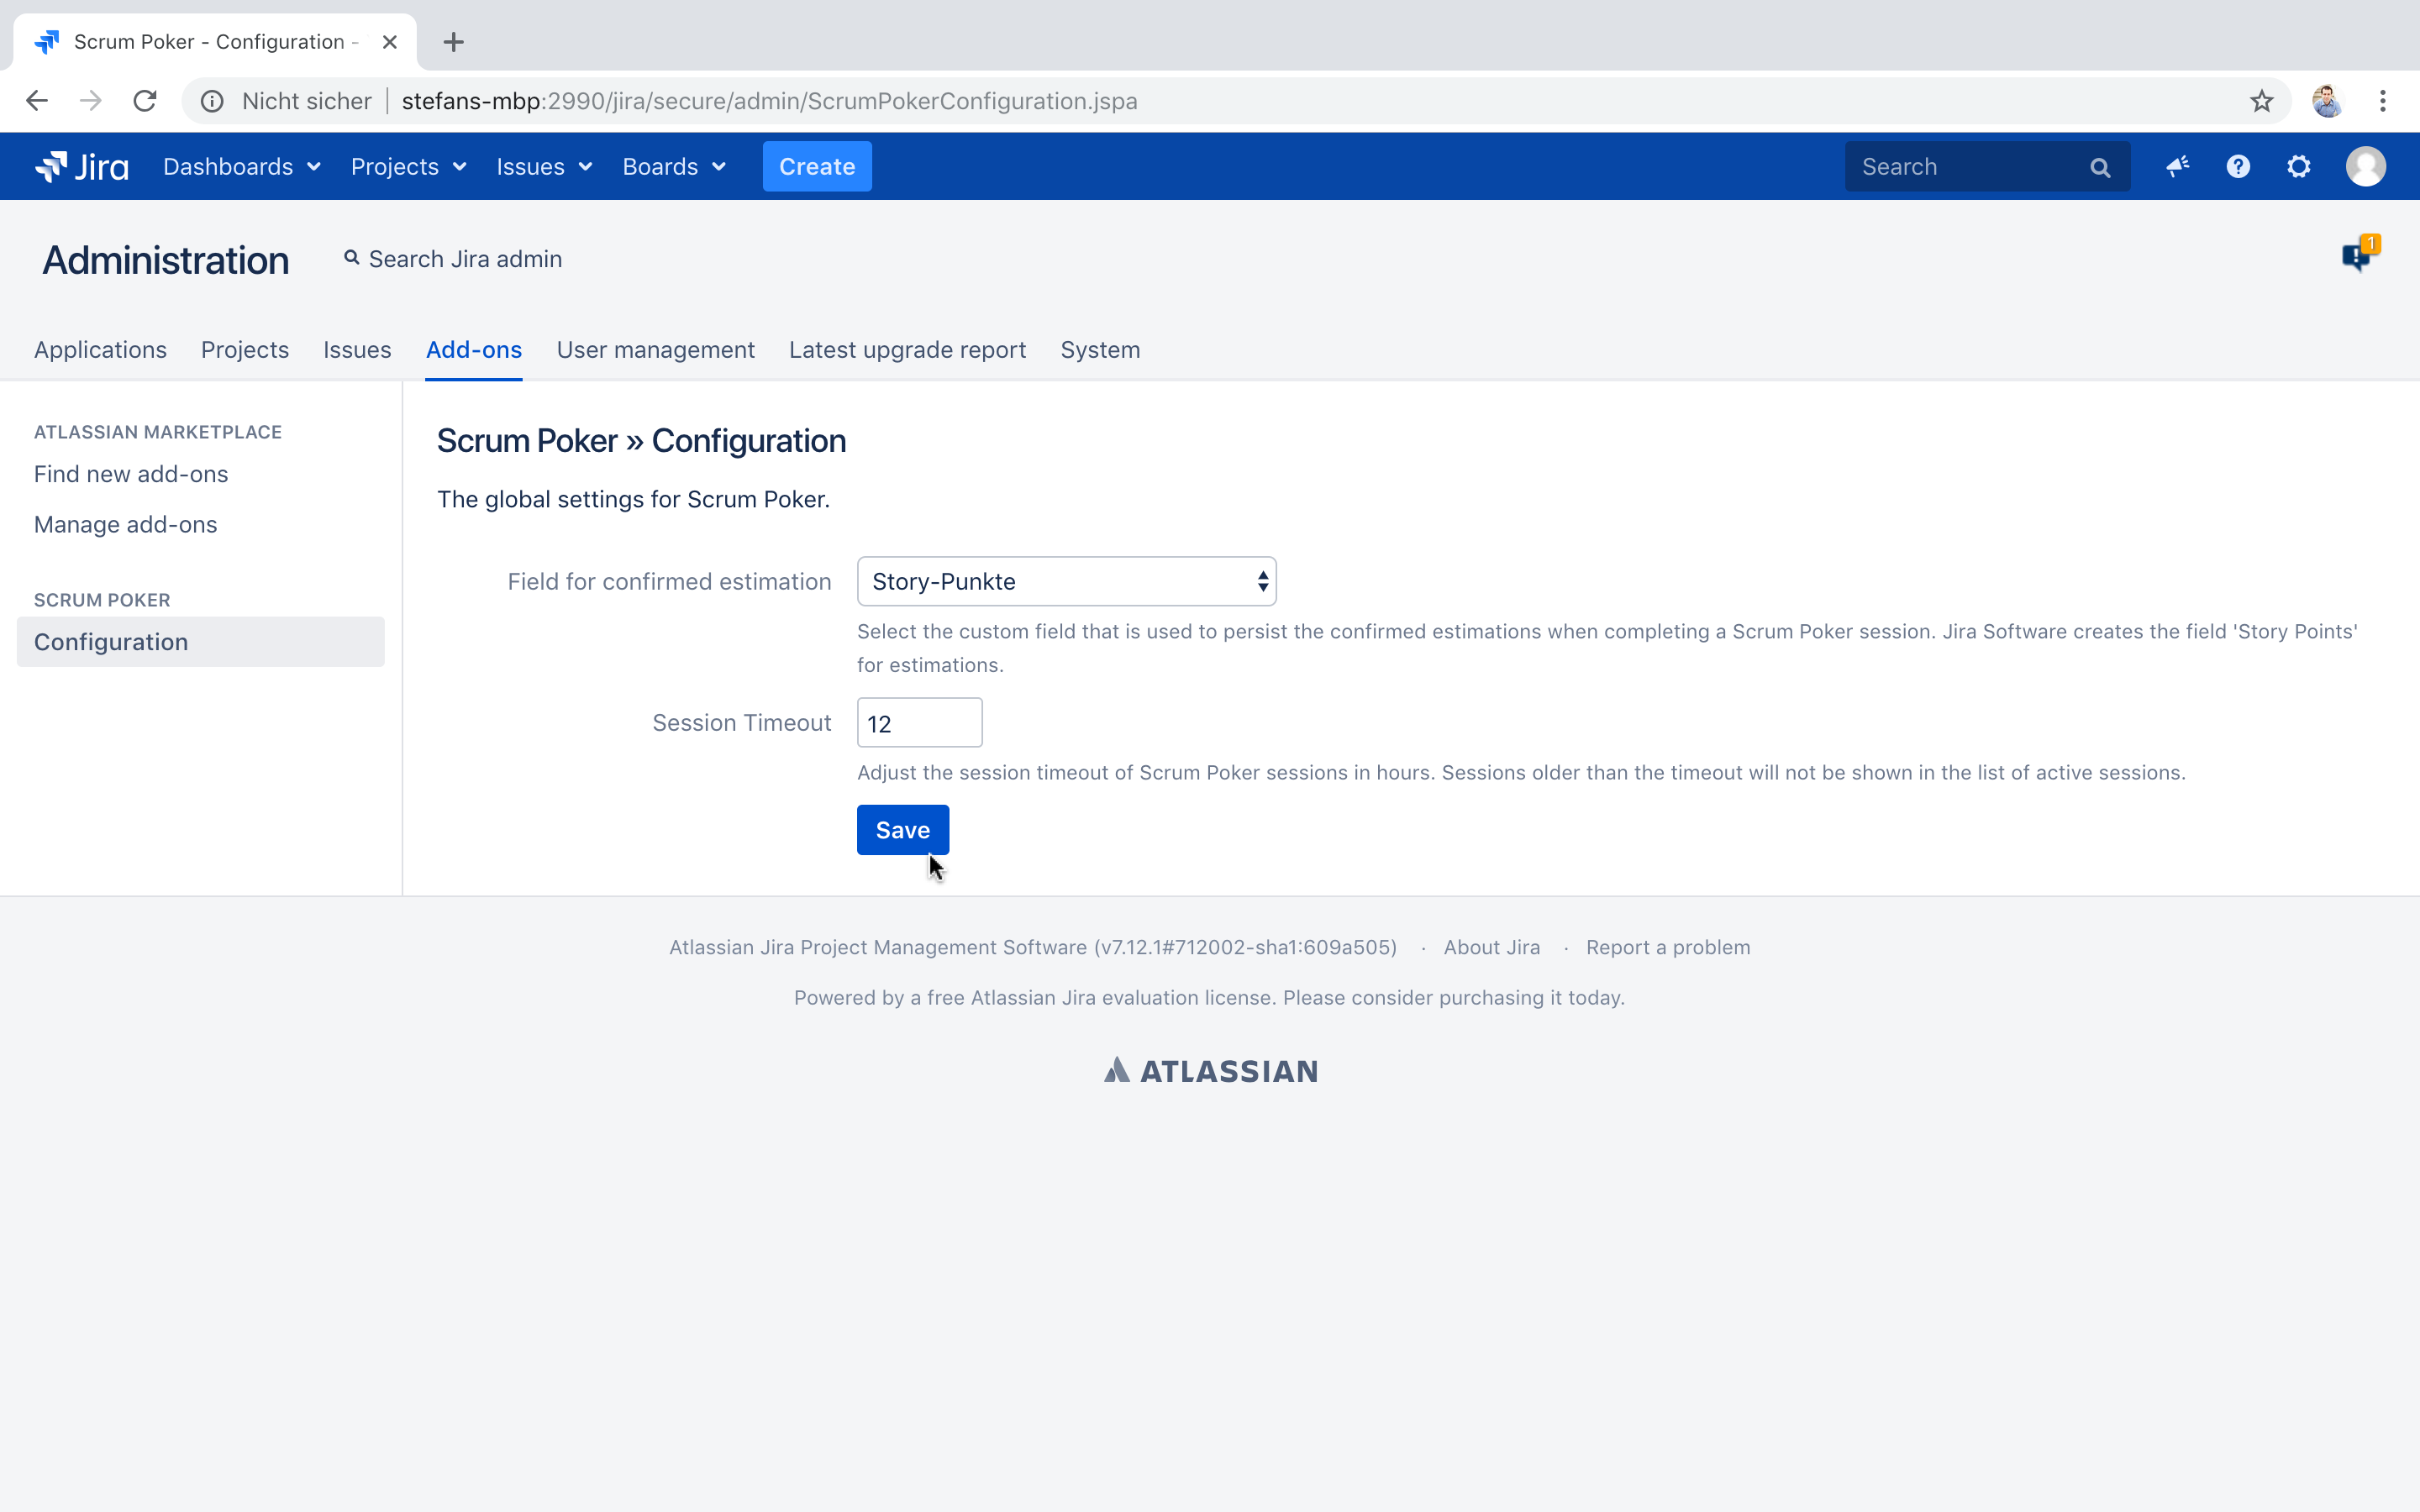 Scrum Poker - Configuration -
Nicht sicher
stefans-mbp:2990/jira/secure/admin/ScrumPokerConfiguration.jspa
Jira
Dashboards
Projects
Issues
Boards
Create
Search
Administration
Search Jira admin
1
Applications
Projects
Issues
Add-ons
User management
Latest upgrade report
System
ATLASSIAN MARKETPLACE
Find new add-ons
Manage add-ons
SCRUM POKER
Configuration
Scrum Poker » Configuration
The global settings for Scrum Poker.
Field for confirmed estimation
Story-Punkte
Select the custom field that is used to persist the confirmed estimations when completing a Scrum Poker session. Jira Software creates the field 'Story Points'
for estimations.
Session Timeout
12
Adjust the session timeout of Scrum Poker sessions in hours. Sessions older than the timeout will not be shown in the list of active sessions.
Save
Atlassian Jira Project Management Software (v7.12.1#712002-sha1:609a505) · About Jira · Report a problem
Powered by a free Atlassian Jira evaluation license. Please consider purchasing it today.
ATLASSIAN